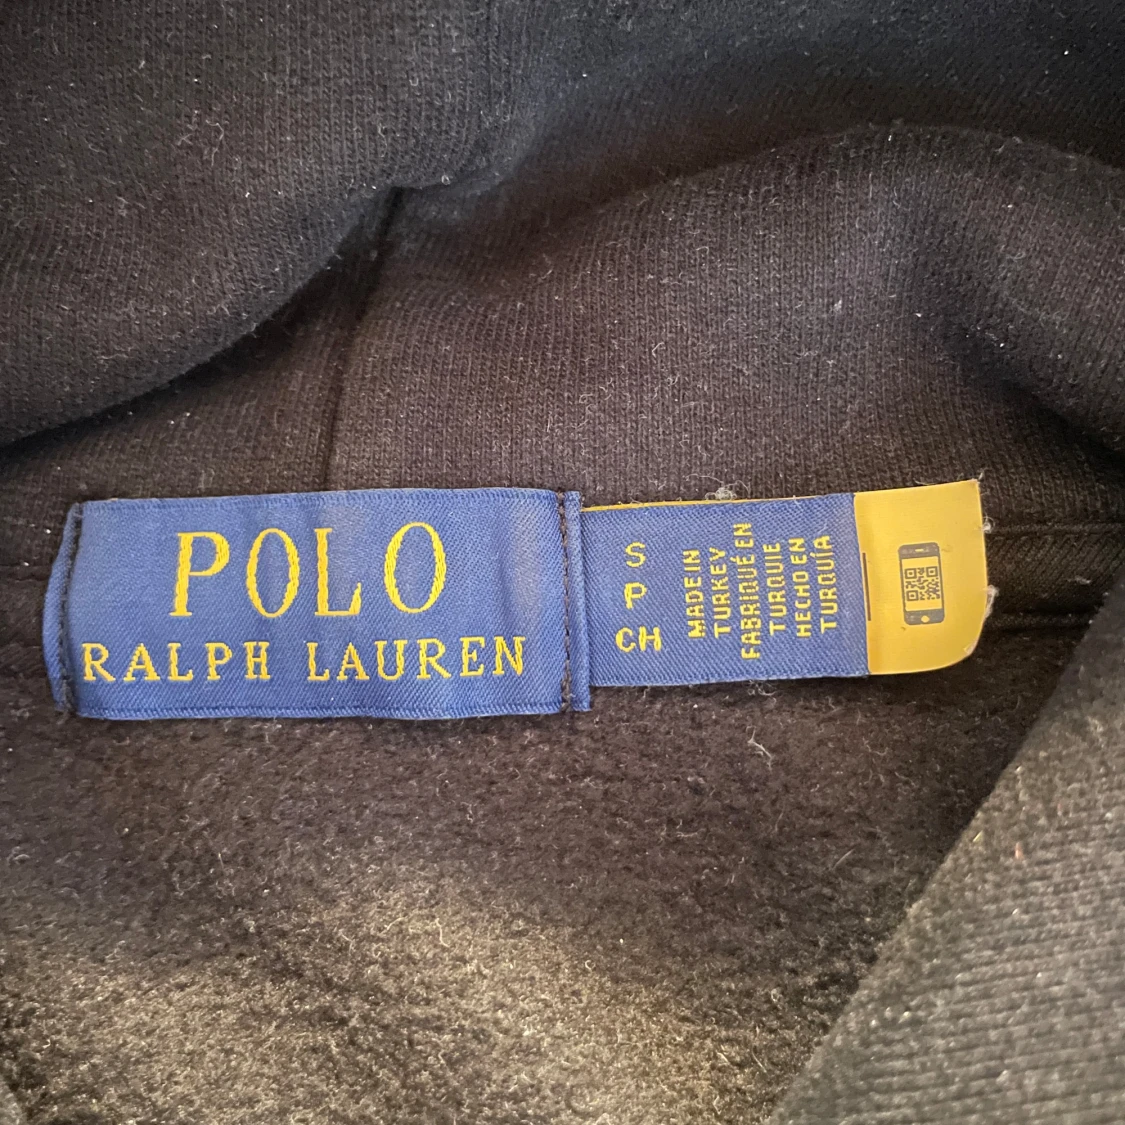 POLO
RALPH LAUREN
S
P
CH
MADE IN
TURKEY
FABRIQUÉ EN
TURQUIE
HECHO EN
TURQUÍA